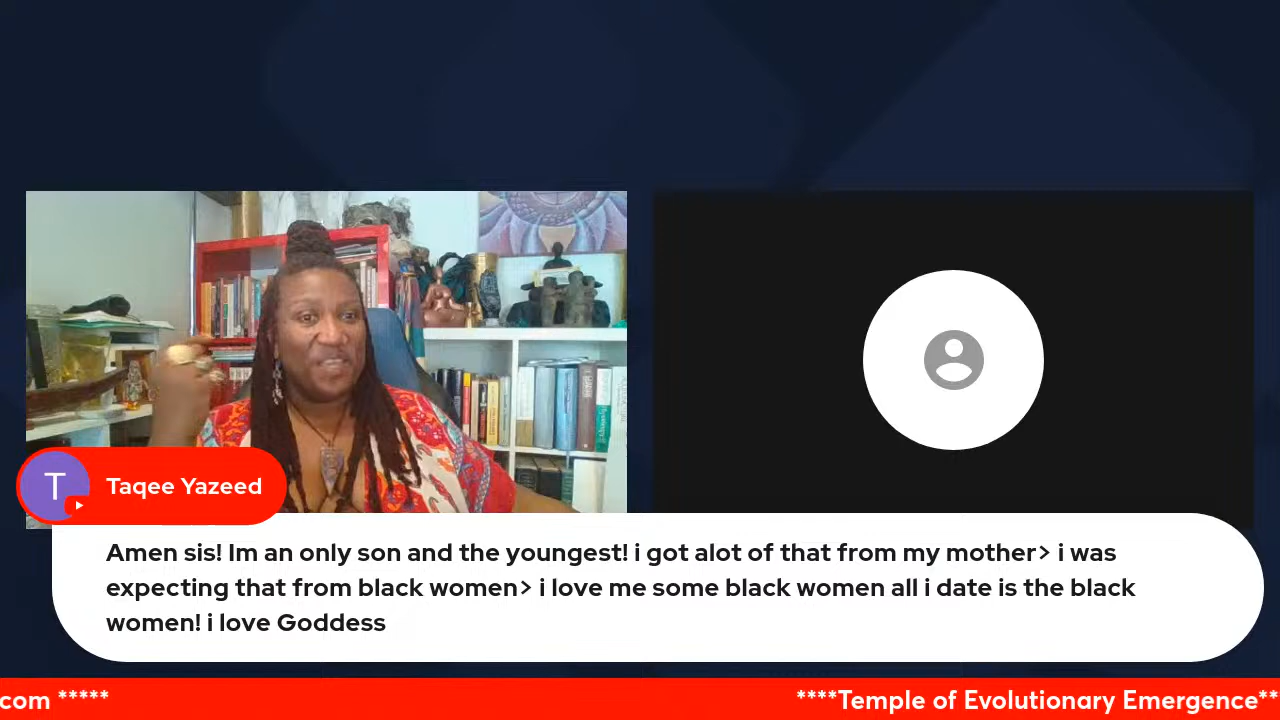 T
Taqee Yazeed
Amen sis! Im an only son and the youngest! i got alot of that from my mother> i was
expecting that from black women> i love me some black women all i date is the black
women! i love Goddess
com ***** ****Temple of Evolutionary Emergence**